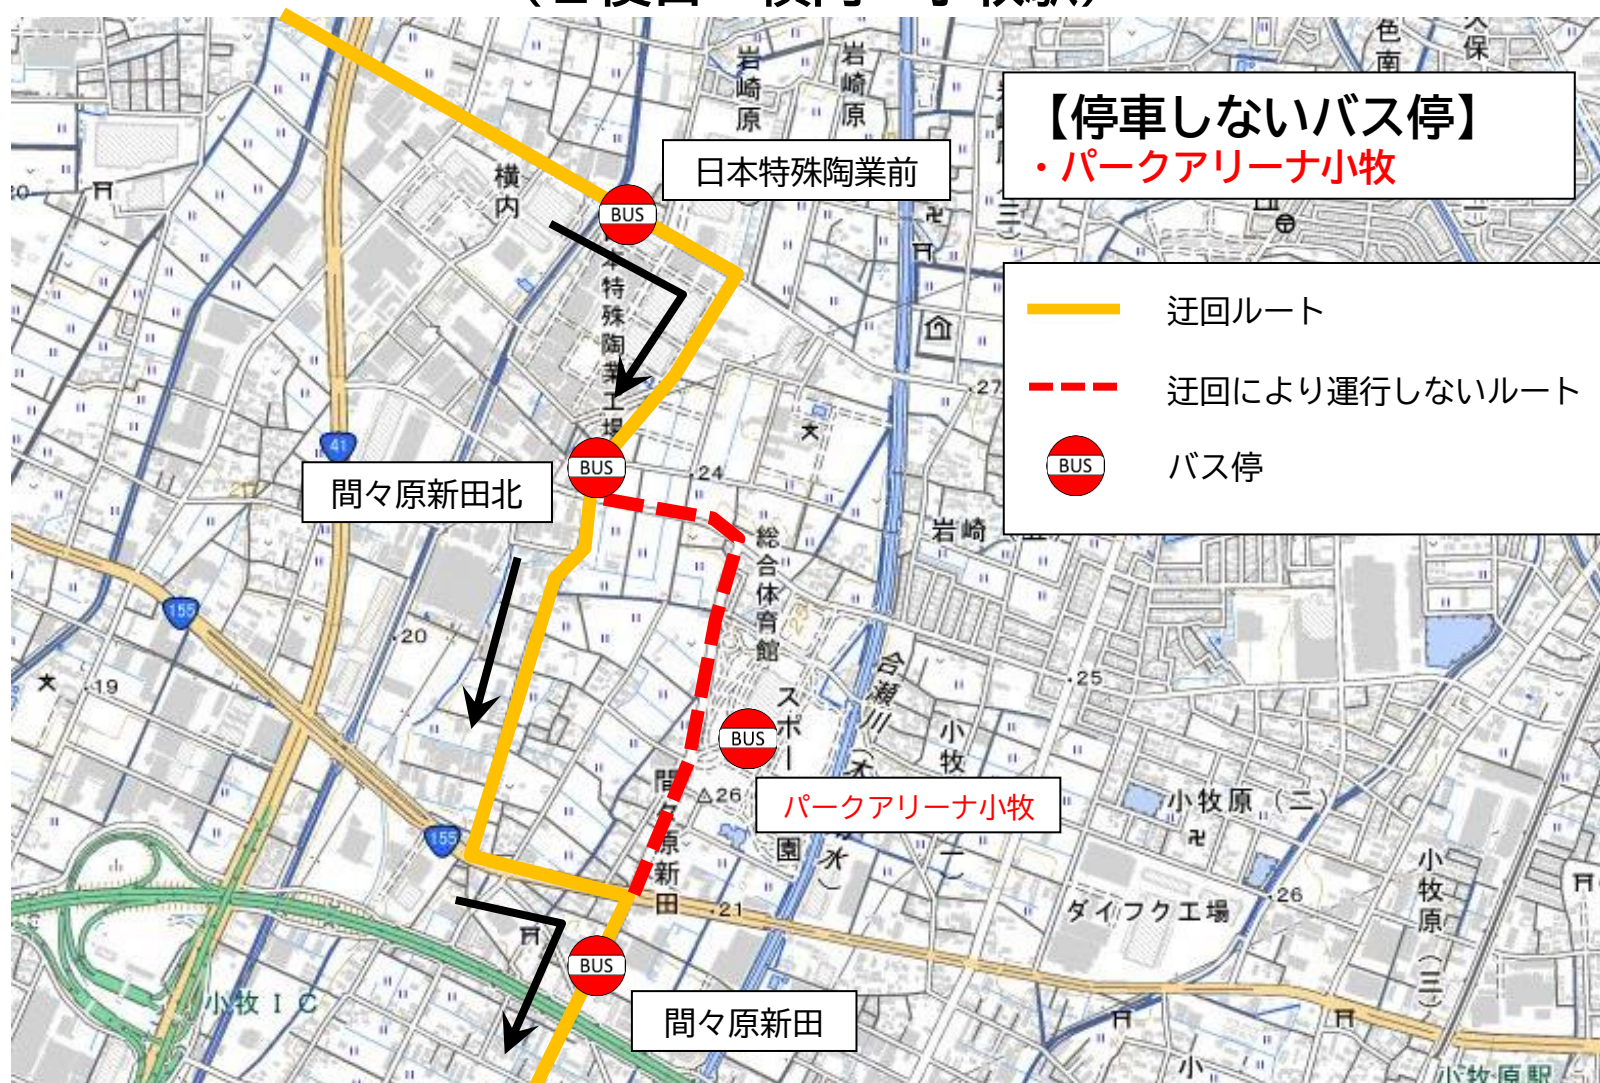 岩崎原
岩崎原
色南
久保
【停車しないバス停】
・パークアリーナ小牧
日本特殊陶業前
横内
BUS
本特殊陶業工場
迂回ルート
迂回により運行しないルート
BUS
バス停
27
41
BUS
24
間々原新田北
岩崎
総合体育館
155
20
19
25
合瀬川
スポー
BUS
小牧
間々原新田
26
パークアリーナ小牧
小牧原(二)
155
園
水)
小牧原(三)
21
ダイフク工場
26
BUS
小牧IC
間々原新田
小
小牧原駅